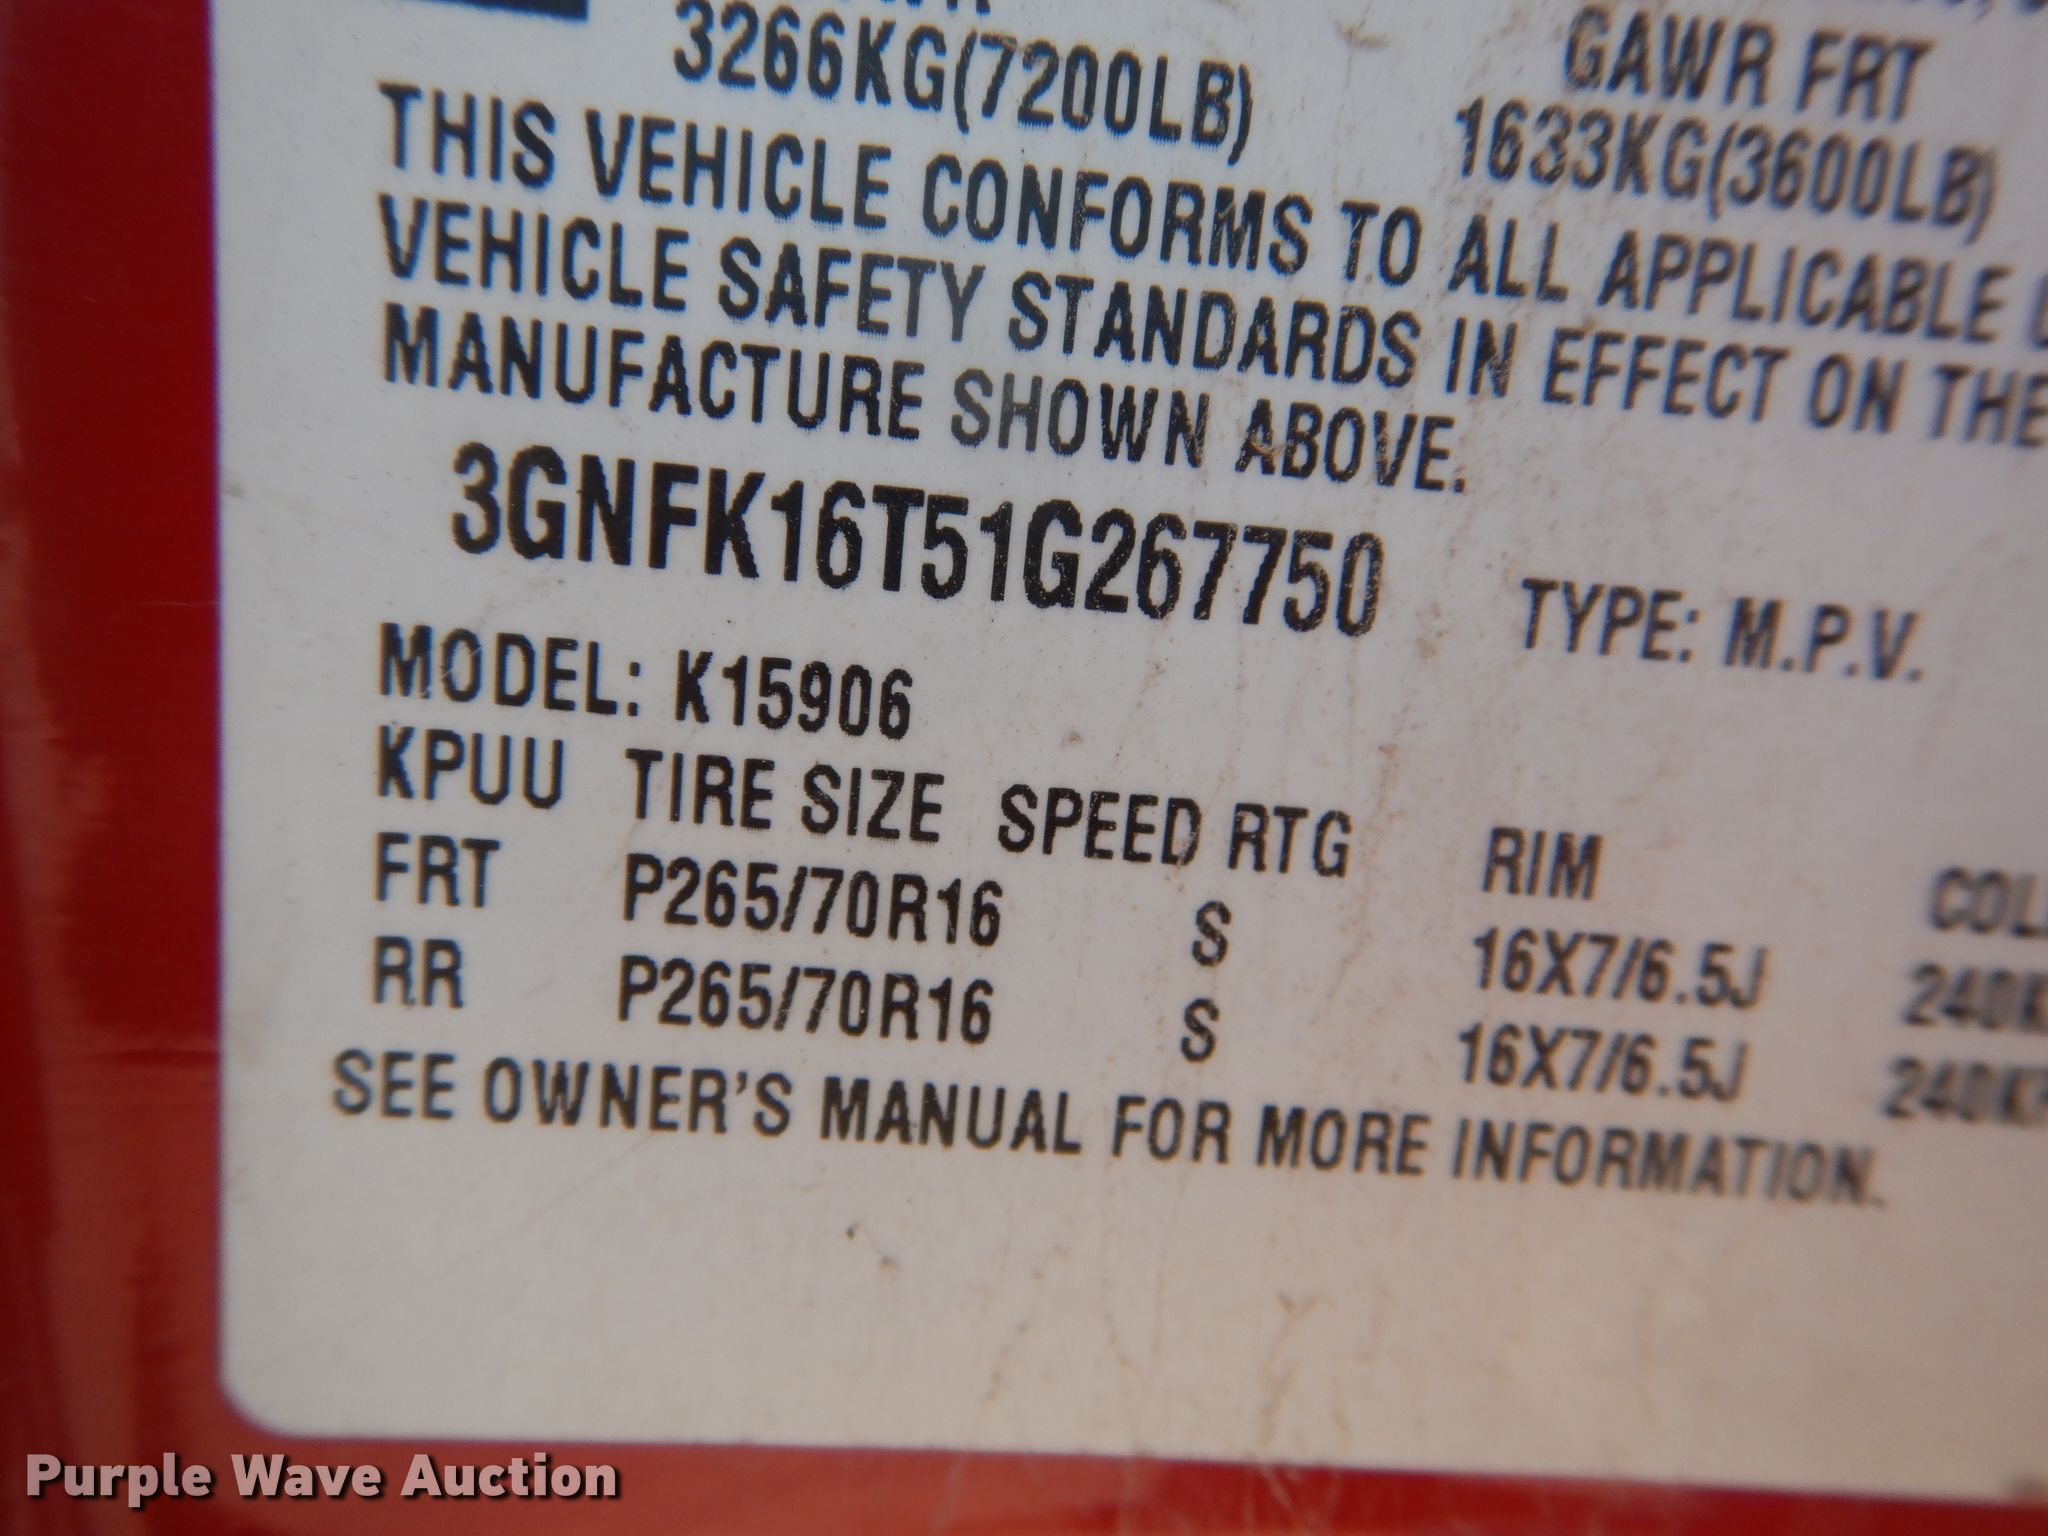 3266KG(7200LB)
GAWR FRT
1633KG(3600LB)
THIS VEHICLE CONFORMS TO ALL APPLICABLE
VEHICLE SAFETY STANDARDS IN EFFECT ON THE
MANUFACTURE SHOWN ABOVE.
3GNFK16T51G267750 TYPE: M.P.V.
MODEL: K15906
KPUU TIRE SIZE SPEED RTG RIM
FRT P265/70R16 S 16X7/6.5J
RR P265/70R16 S 16X7/6.5J
SEE OWNER'S MANUAL FOR MORE INFORMATION.
Purple Wave Auction